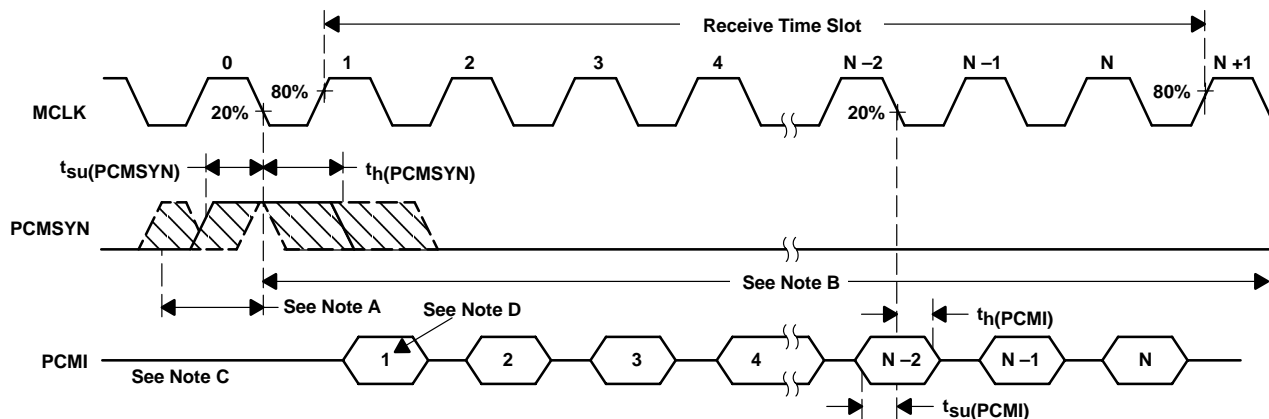 Receive Time Slot
0 1 2 3 4 N –2 N –1 N N +1
80% 80%
MCLK 20% 20%
tsu(PCMSYN) th(PCMSYN)
PCMSYN
See Note A See Note B
See Note D th(PCMI)
PCMI 1 2 3 4 N –2 N –1 N
See Note C
tsu(PCMI)